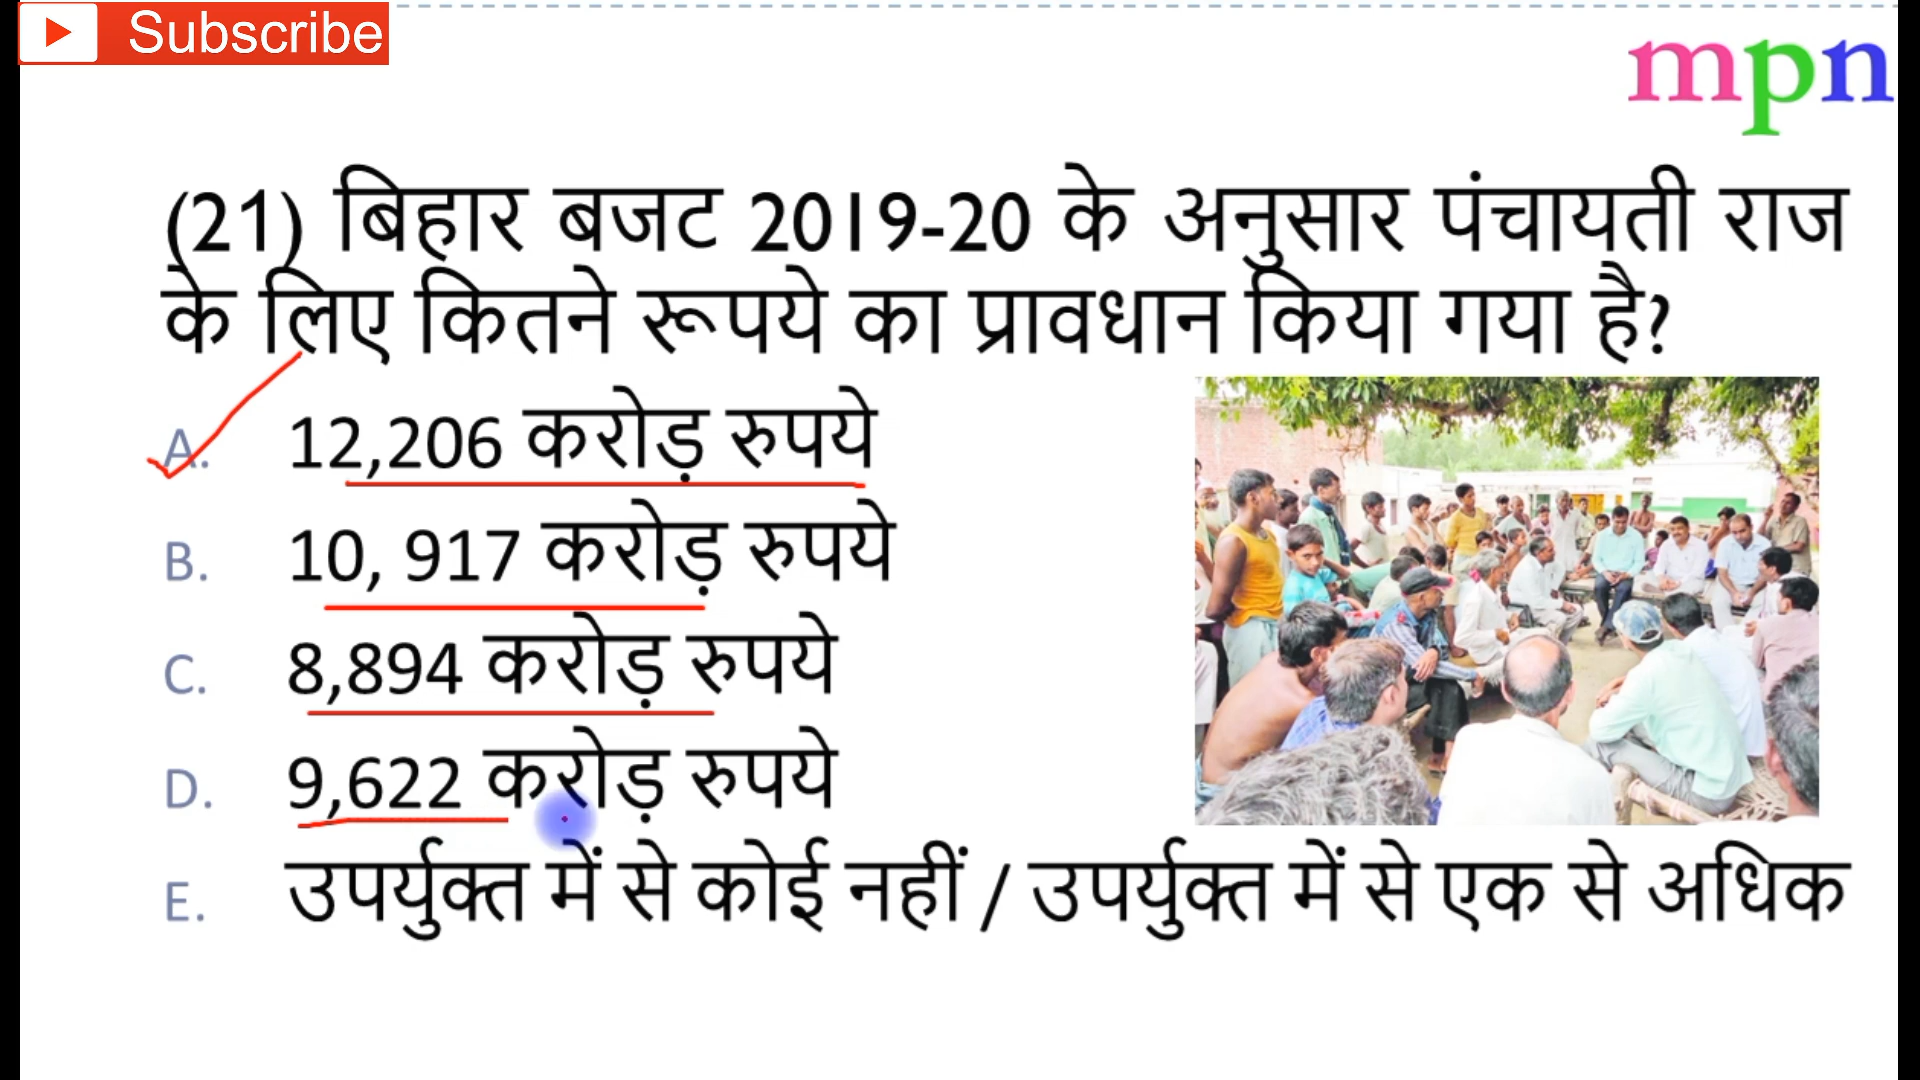 Subscribe
mpn
(21) बिहार बजट 2019-20 के अनुसार पंचायती राज
के लिए कितने रूपये का प्रावधान किया गया है?
A. 12,206 करोड़ रुपये
B. 10, 917 करोड़ रुपये
C. 8,894 करोड़ रुपये
D. 9,622 करोड़ रुपये
E. उपर्युक्त में से कोई नहीं / उपर्युक्त में से एक से अधिक